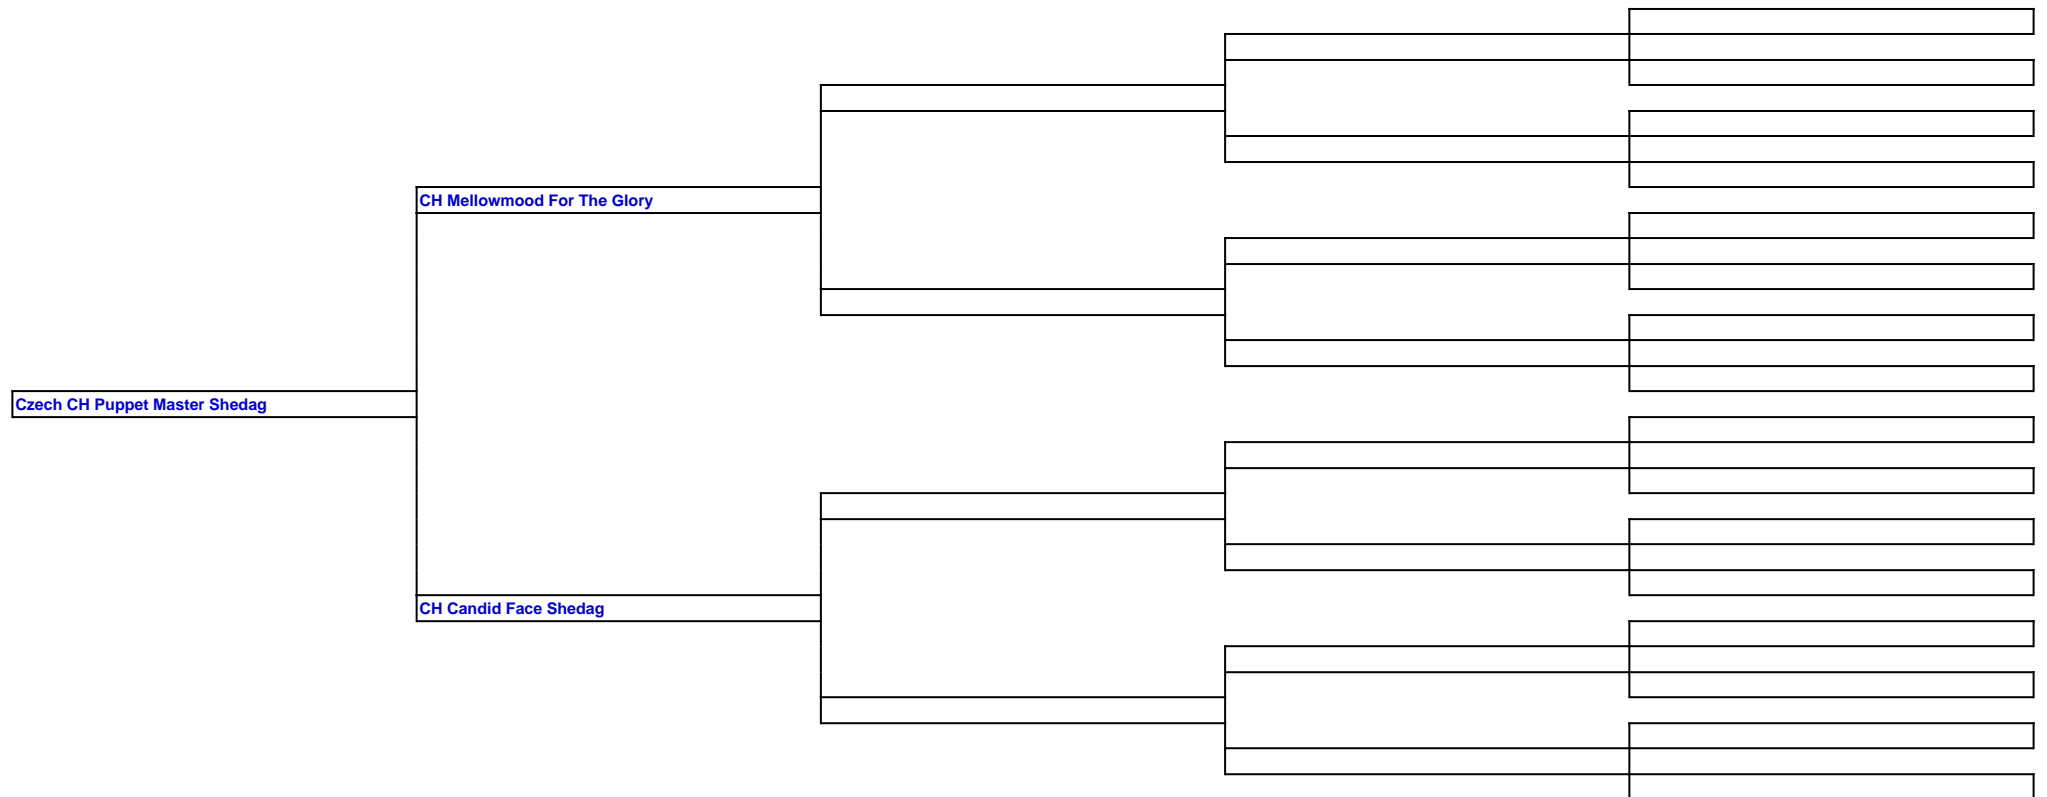 CH Mellowmood For The Glory
Czech CH Puppet Master Shedag
CH Candid Face Shedag